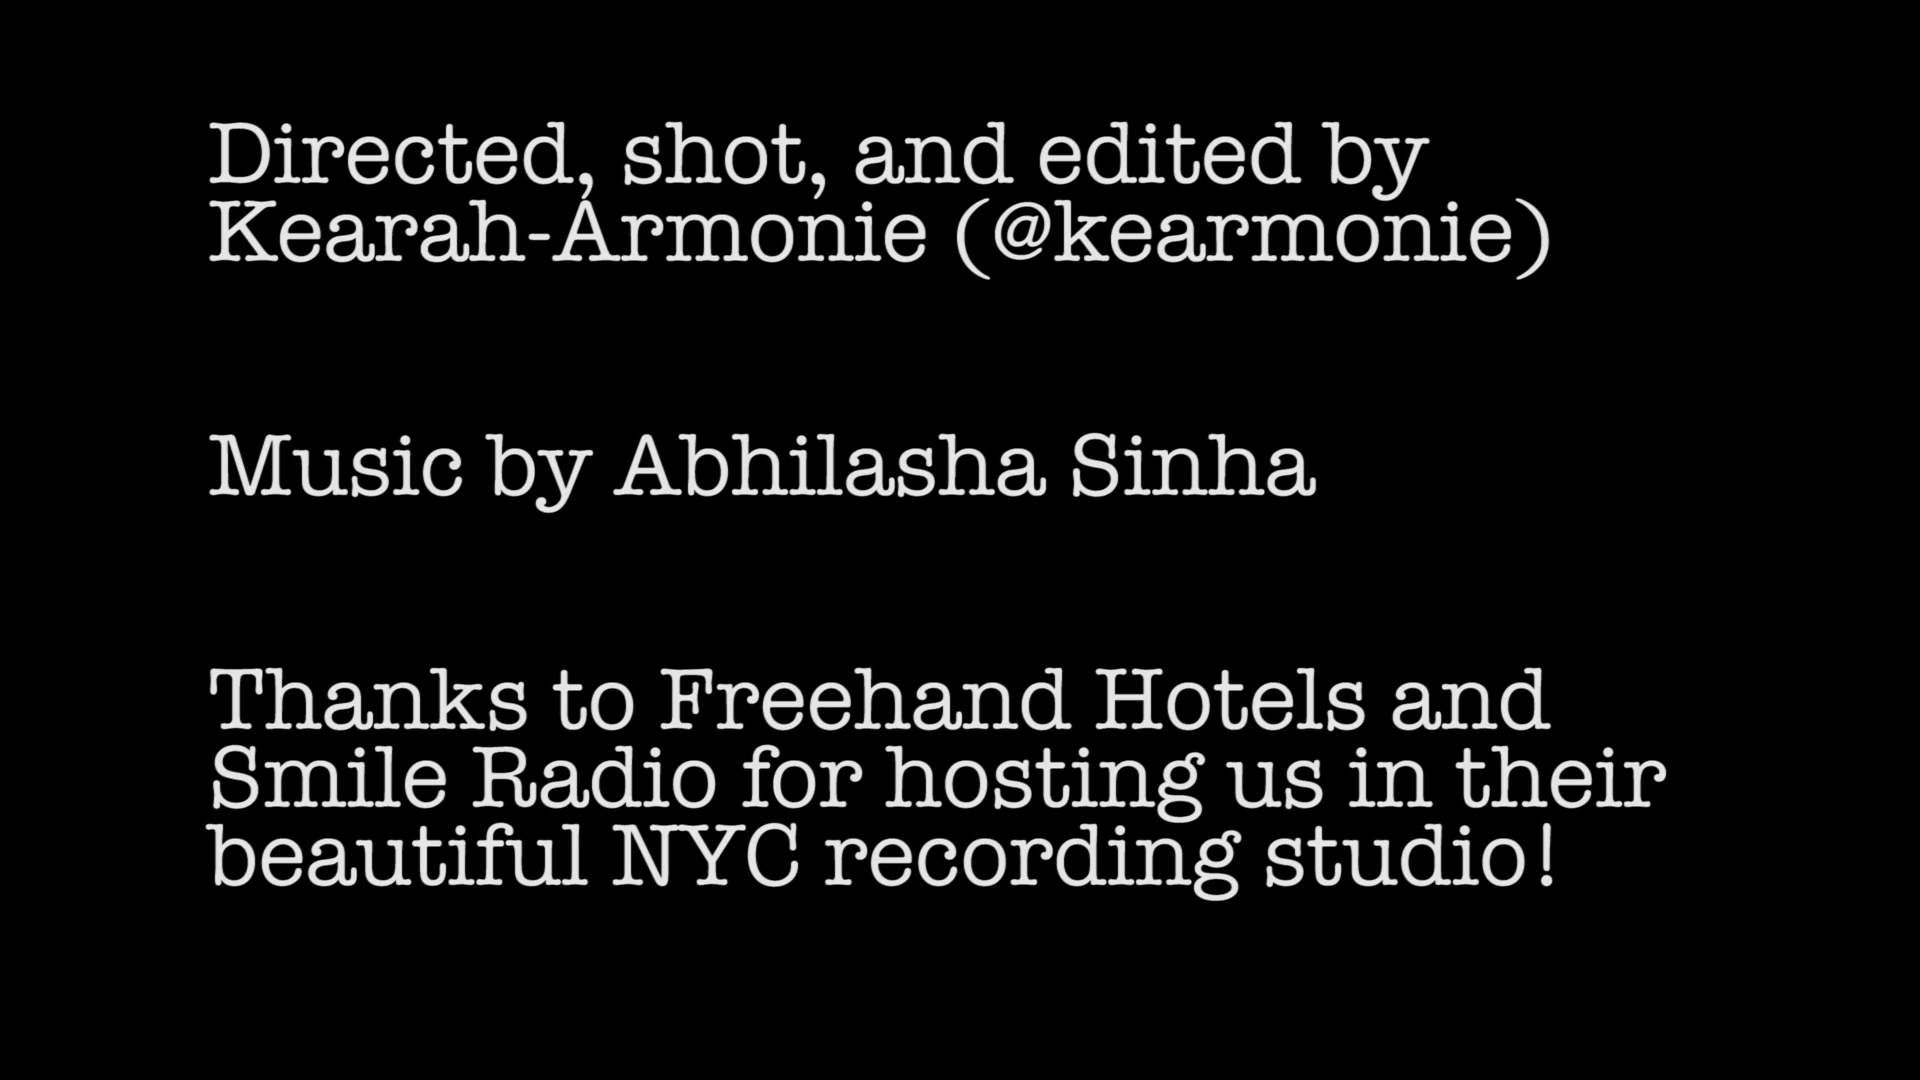 Directed, shot, and edited by
Kearah-Armonie (@kearmonie)
Music by Abhilasha Sinha
Thanks to Freehand Hotels and
Smile Radio for hosting us in their
beautiful NYC recording studio!